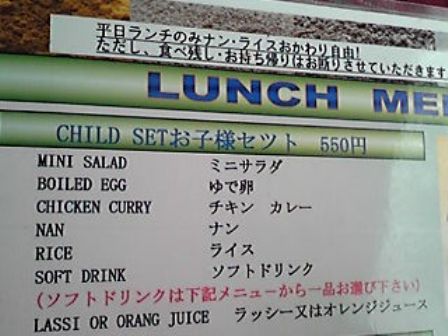 平日ランチのみナン・ライスおかわり自由!
ただし、食べ残し・お持ち帰りはお断りさせていただきます
LUNCH
CHILD SETお子様セット 550円
MINI SALAD ミニサラダ
BOILED EGG ゆで卵
CHICKEN CURRY チキン カレー
NAN ナン
RICE ライス
SOFT DRINK ソフトドリンク
(ソフトドリンクは下記メニューから一品お選び下さい)
LASSI OR ORANG JUICE ラッシー又はオレンジジュース